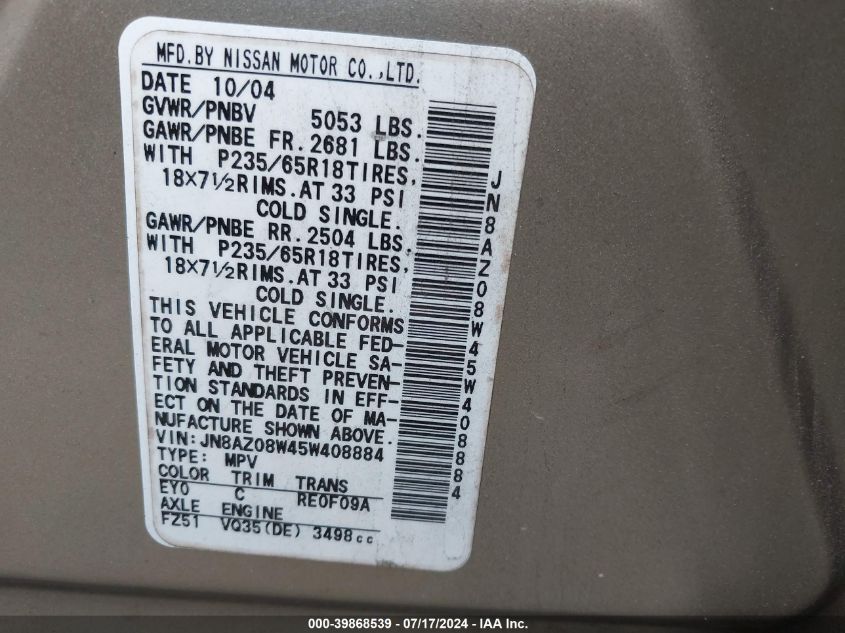 MFD.BY NISSAN MOTOR CO.,LTD.
DATE 10/04
GVWR/PNBV 5053 LBS.
GAWR/PNBE FR. 2681 LBS.
WITH P235/65R18TIRES,
18X7½RIMS.AT 33 PSI
COLD SINGLE.
GAWR/PNBE RR. 2504 LBS.
WITH P235/65R18TIRES,
18X7½RIMS.AT 33 PSI
COLD SINGLE.
THIS VEHICLE CONFORMS
TO ALL APPLICABLE FED-
ERAL MOTOR VEHICLE SA-
FETY AND THEFT PREVEN-
TION STANDARDS IN EFF-
ECT ON THE DATE OF MA-
NUFACTURE SHOWN ABOVE.
VIN:JN8AZ08W45W408884
TYPE: MPV
COLOR TRIM TRANS
EY0 C RE0F09A
AXLE ENGINE
FZ51 VQ35(DE) 3498cc
JN8AZ08W45W408884
000-39868539 - 07/17/2024 - IAA Inc.